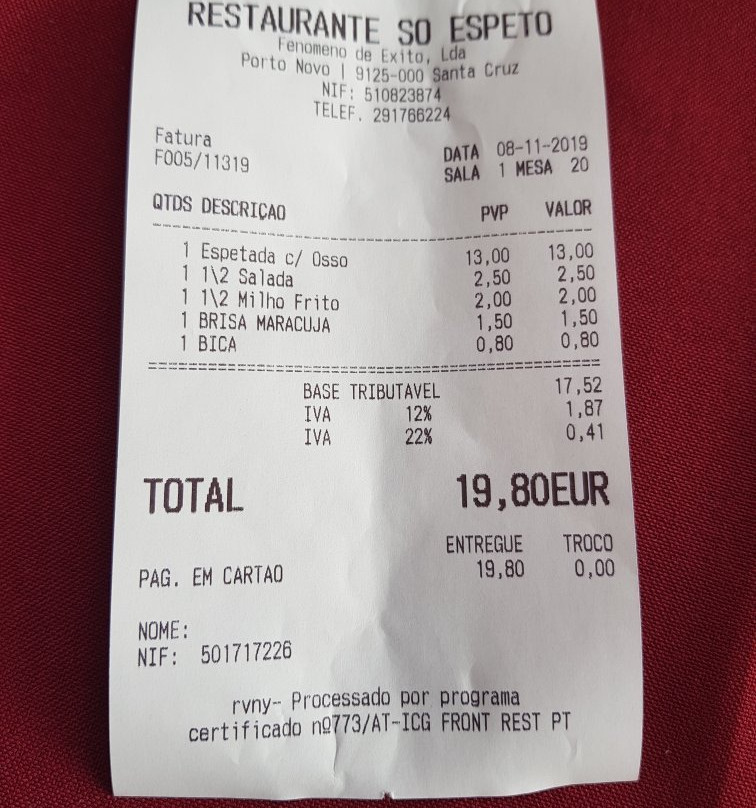 RESTAURANTE SO ESPETO
Fenomeno de Exito, Lda
Porto Novo | 9125-000 Santa Cruz
NIF: 510823874
TELEF. 291766224
Fatura
F005/11319
DATA 08-11-2019
SALA 1 MESA 20
QTDS DESCRIÇAO PVP VALOR
1 Espetada c/ Osso 13,00 13,00
1 1\2 Salada 2,50 2,50
1 1\2 Milho Frito 2,00 2,00
1 BRISA MARACUJA 1,50 1,50
1 BICA 0,80 0,80
BASE TRIBUTAVEL 17,52
IVA 12% 1,87
IVA 22% 0,41
TOTAL 19,80EUR
ENTREGUE TROCO
PAG. EM CARTAO 19,80 0,00
NOME:
NIF: 501717226
rvny- Processado por programa
certificado nº773/AT-ICG FRONT REST PT